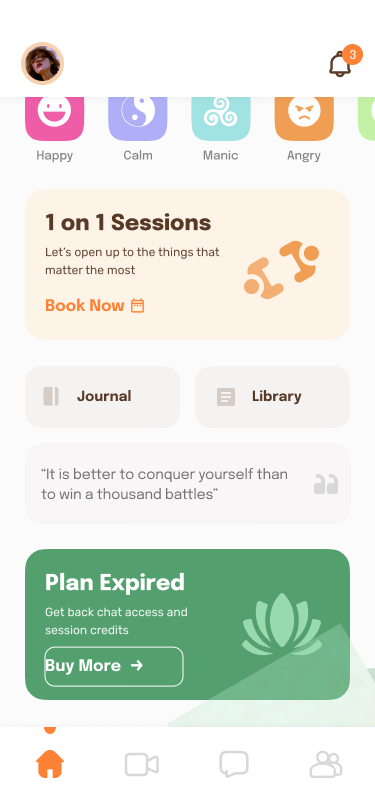 3
Happy
Calm
Manic
Angry
1 on 1 Sessions
Let's open up to the things that
matter the most
Book Now
Journal
Library
“It is better to conquer yourself than
to win a thousand battles”
Plan Expired
Get back chat access and
session credits
Buy More